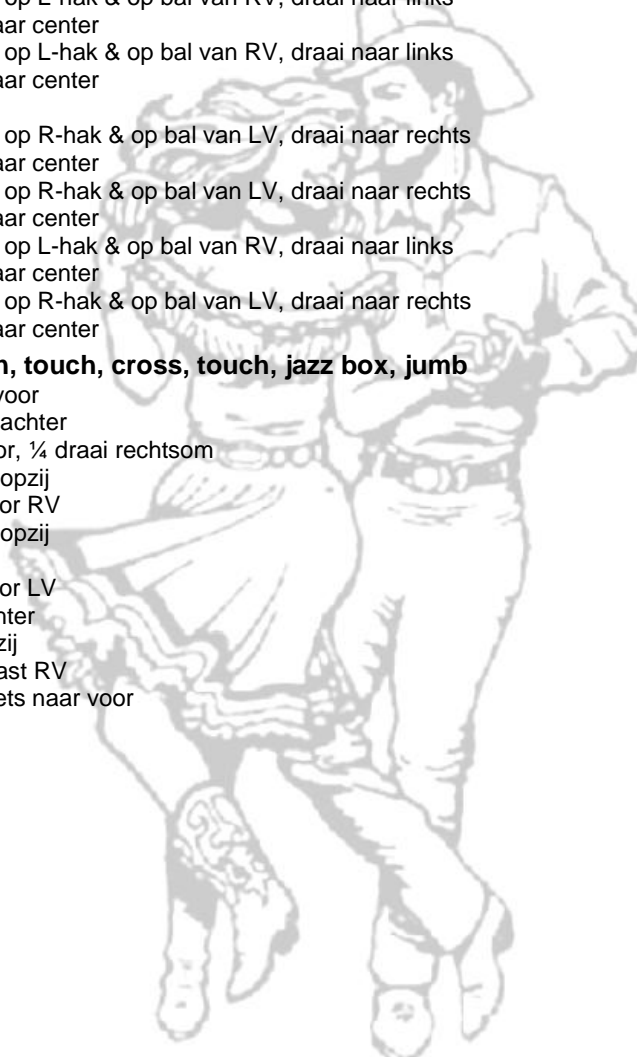 op L-hak & op bal van RV, draai naar links
aar center
op L-hak & op bal van RV, draai naar links
aar center
op R-hak & op bal van LV, draai naar rechts
aar center
op R-hak & op bal van LV, draai naar rechts
aar center
op L-hak & op bal van RV, draai naar links
aar center
op R-hak & op bal van LV, draai naar rechts
aar center
n, touch, cross, touch, jazz box, jumb
voor
achter
or, ¼ draai rechtsom
opzij
or RV
opzij
or LV
nter
zij
ast RV
ets naar voor